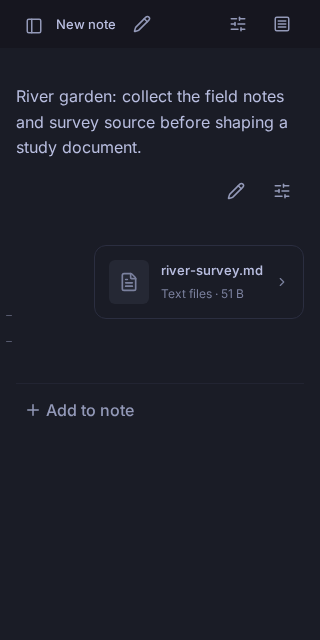 New note
River garden: collect the field notes
and survey source before shaping a
study document.
river-survey.md
Text files · 51 B
Add to note